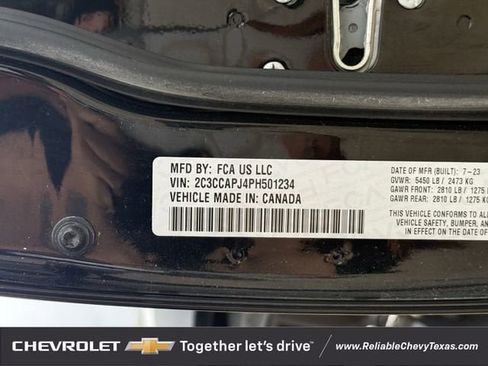 MFD BY: FCA US LLC
VIN: 2C3CCAPJ4PH501234
VEHICLE MADE IN: CANADA
DATE OF MFR (BUILT): 7-23
GVWR: 5450 LB / 2473 KG
GAWR FRONT: 2810 LB / 1275
GAWR REAR: 2810 LB / 1275 KG
THIS VEHICLE CONFORMS TO ALL
VEHICLE SAFETY, BUMPER, AN
IN EFFECT ON THE DATE OF
CHEVROLET Together let's drive™ www.ReliableChevyTexas.com